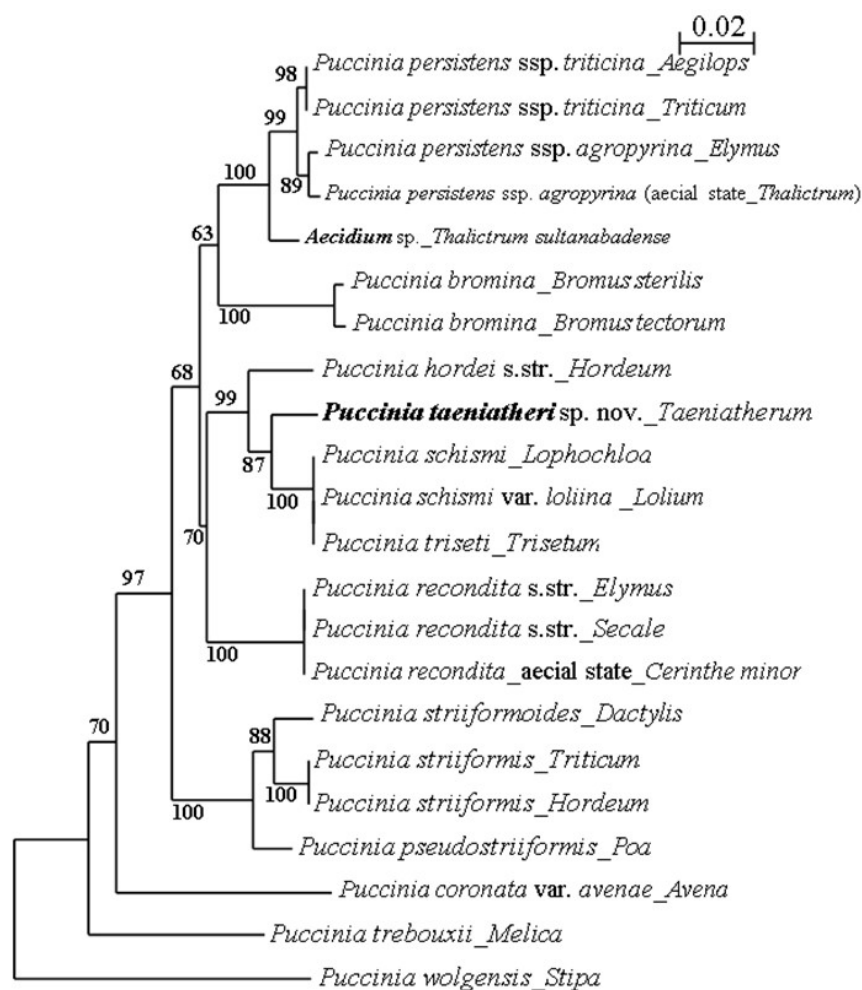 0.02
98
Puccinia persistens ssp. triticina_Aegilops
99
Puccinia persistens ssp. triticina_Triticum
Puccinia persistens ssp. agropyrina_Elymus
100
89
Puccinia persistens ssp. agropyrina (aecial state_Thalictrum)
63
Aecidium sp._Thalictrum sultanabadense
Puccinia bromina_Bromus sterilis
100
Puccinia bromina_Bromus tectorum
68
Puccinia hordei s.str._Hordeum
99
Puccinia taeniatheri sp. nov._Taeniatherum
87
Puccinia schismi_Lophochloa
100
Puccinia schismi var. loliina _Lolium
70
Puccinia triseti_Trisetum
97
Puccinia recondita s.str._Elymus
Puccinia recondita s.str._Secale
100
Puccinia recondita_aecial state_Cerinthe minor
70
Puccinia striiformoides_Dactylis
88
Puccinia striiformis_Triticum
100
100
Puccinia striiformis_Hordeum
Puccinia pseudostriiformis_Poa
Puccinia coronata var. avenae_Avena
Puccinia trebouxii_Melica
Puccinia wolgensis_Stipa